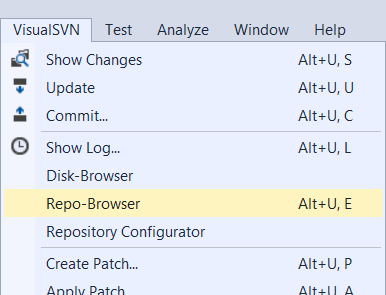 VisualSVN Test Analyze Window Help
Show Changes Alt+U, S
Update Alt+U, U
Commit... Alt+U, C
Show Log... Alt+U, L
Disk-Browser
Repo-Browser Alt+U, E
Repository Configurator
Create Patch... Alt+U, P
Apply Patch Alt+U, A